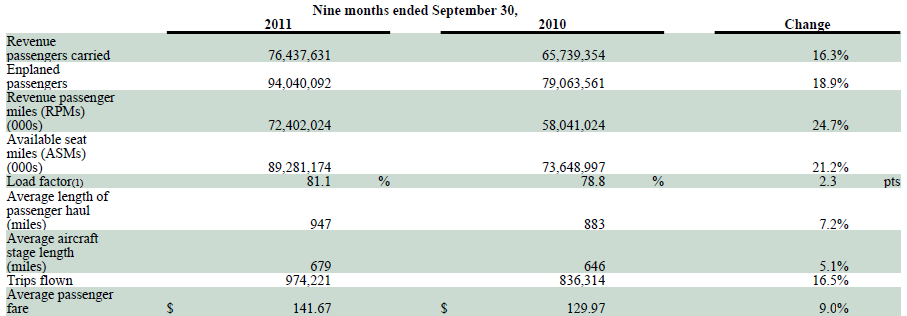 Nine months ended September 30,
2011 2010 Change
Revenue
passengers carried 76,437,631 65,739,354 16.3%
Enplaned
passengers 94,040,092 79,063,561 18.9%
Revenue passenger
miles (RPMs)
(000s) 72,402,024 58,041,024 24.7%
Available seat
miles (ASMs)
(000s) 89,281,174 73,648,997 21.2%
Load factor(1) 81.1 % 78.8 % 2.3 pts
Average length of
passenger haul
(miles) 947 883 7.2%
Average aircraft
stage length
(miles) 679 646 5.1%
Trips flown 974,221 836,314 16.5%
Average passenger
fare $ 141.67 $ 129.97 9.0%